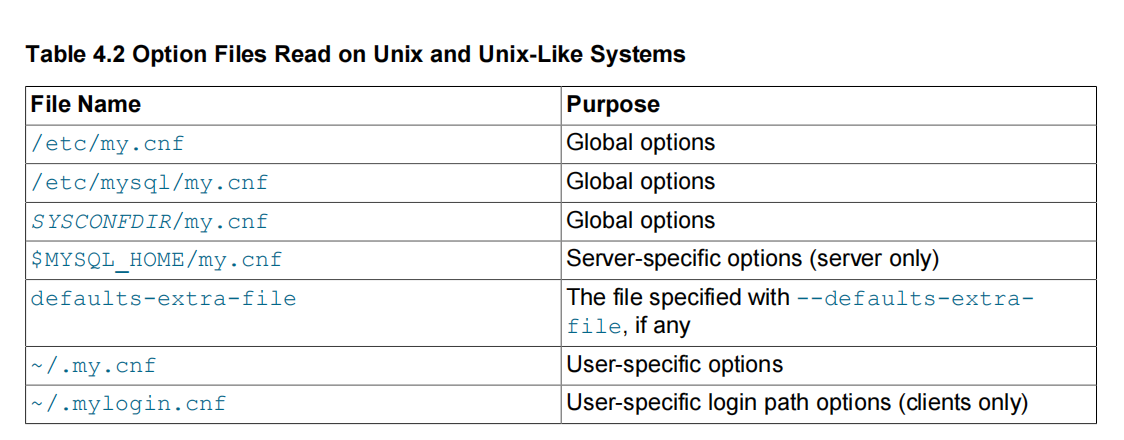 Table 4.2 Option Files Read on Unix and Unix-Like Systems
File Name Purpose
/etc/my.cnf Global options
/etc/mysql/my.cnf Global options
SYSCONFDIR/my.cnf Global options
$MYSQL_HOME/my.cnf Server-specific options (server only)
defaults-extra-file The file specified with --defaults-extra-
file, if any
~/.my.cnf User-specific options
~/.mylogin.cnf User-specific login path options (clients only)